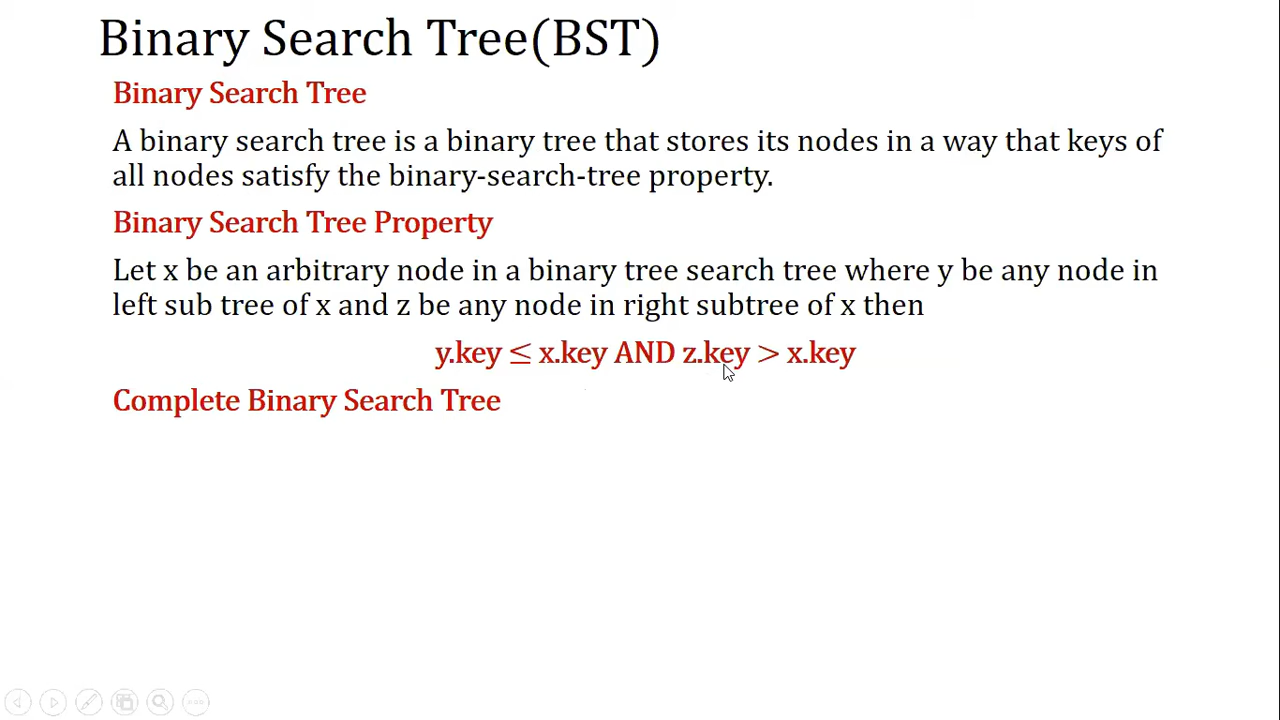 Binary Search Tree(BST)
Binary Search Tree
A binary search tree is a binary tree that stores its nodes in a way that keys of
all nodes satisfy the binary-search-tree property.
Binary Search Tree Property
Let x be an arbitrary node in a binary tree search tree where y be any node in
left sub tree of x and z be any node in right subtree of x then
y.key ≤ x.key AND z.key > x.key
Complete Binary Search Tree